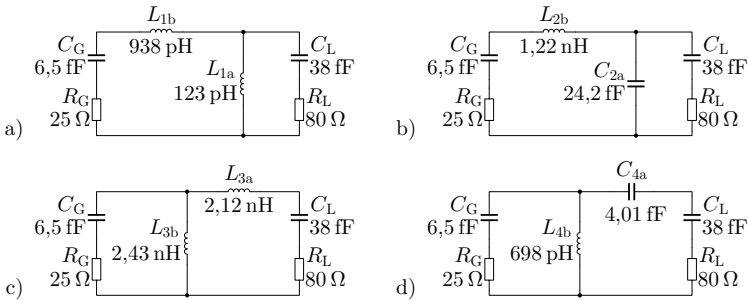 L1b
938 pH
CG
6,5 fF
L1a
123 pH
CL
38 fF
RG
25 Ω
RL
80 Ω
a)
L2b
1,22 nH
CG
6,5 fF
C2a
24,2 fF
CL
38 fF
RG
25 Ω
RL
80 Ω
b)
L3a
2,12 nH
CG
6,5 fF
L3b
2,43 nH
CL
38 fF
RG
25 Ω
RL
80 Ω
c)
C4a
4,01 fF
CG
6,5 fF
L4b
698 pH
CL
38 fF
RG
25 Ω
RL
80 Ω
d)